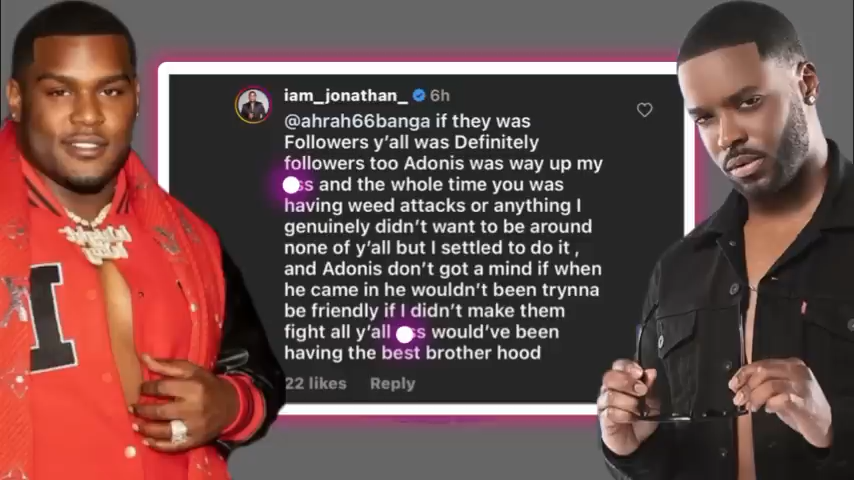 iam_jonathan_ 6h
@ahrah66banga if they was
Followers y'all was Definitely
followers too Adonis was way up my
ss and the whole time you was
having weed attacks or anything I
genuinely didn't want to be around
none of y'all but I settled to do it ,
and Adonis don't got a mind if when
he came in he wouldn't been trynna
be friendly if I didn't make them
fight all y'all ss would've been
having the best brother hood
22 likes Reply
I